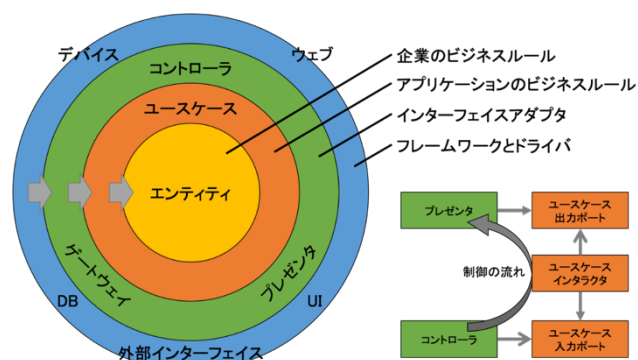 デバイス
ウェブ
コントローラ
ユースケース
エンティティ
ゲートウェイ
プレゼンタ
DB
UI
外部インターフェイス
企業のビジネスルール
アプリケーションのビジネスルール
インターフェイスアダプタ
フレームワークとドライバ
プレゼンタ
ユースケース
出力ポート
制御の流れ
ユースケース
インタラクタ
コントローラ
ユースケース
入力ポート